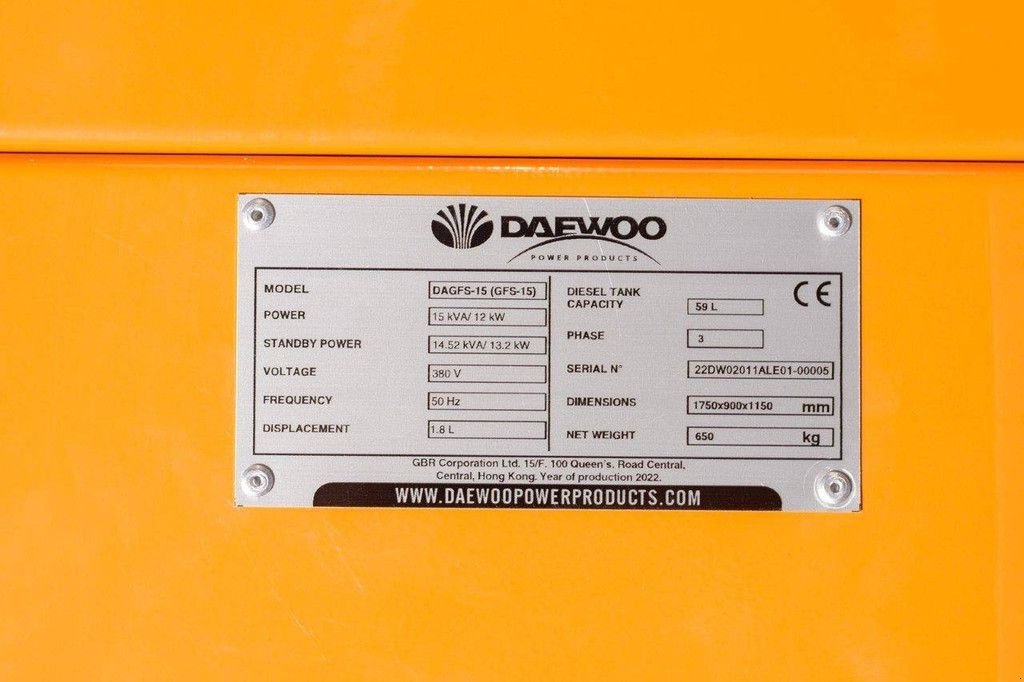 DAEWOO
POWER PRODUCTS
MODEL DAGFS-15 (GFS-15)
POWER 15 kVA/ 12 kW
STANDBY POWER 14.52 kVA/ 13.2 kW
VOLTAGE 380 V
FREQUENCY 50 Hz
DISPLACEMENT 1.8 L
DIESEL TANK
CAPACITY 59 L
CE
PHASE 3
SERIAL N° 22DW02011ALE01-00005
DIMENSIONS 1750x900x1150 mm
NET WEIGHT 650 kg
GBR Corporation Ltd. 15/F. 100 Queen's. Road Central,
Central, Hong Kong. Year of production 2022.
WWW.DAEWOOPOWERPRODUCTS.COM